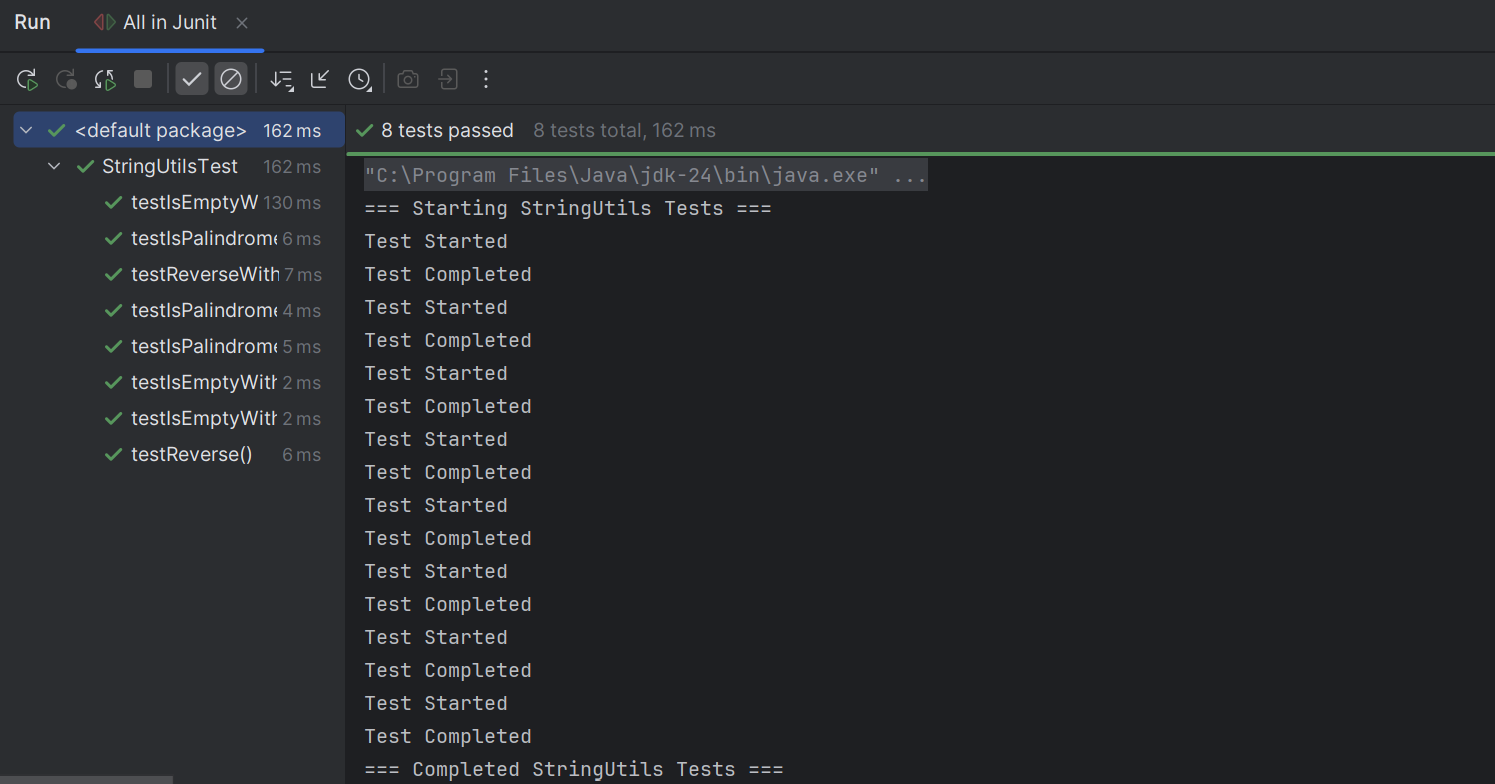 Run All in Junit
<default package> 162 ms
StringUtilsTest 162 ms
testIsEmptyW 130 ms
testIsPalindrome 6 ms
testReverseWith 7 ms
testIsPalindrome 4 ms
testIsPalindrome 5 ms
testIsEmptyWith 2 ms
testIsEmptyWith 2 ms
testReverse() 6 ms
8 tests passed 8 tests total, 162 ms
"C:\Program Files\Java\jdk-24\bin\java.exe" ...
=== Starting StringUtils Tests ===
Test Started
Test Completed
Test Started
Test Completed
Test Started
Test Completed
Test Started
Test Completed
Test Started
Test Completed
Test Started
Test Completed
Test Started
Test Completed
Test Started
Test Completed
=== Completed StringUtils Tests ===